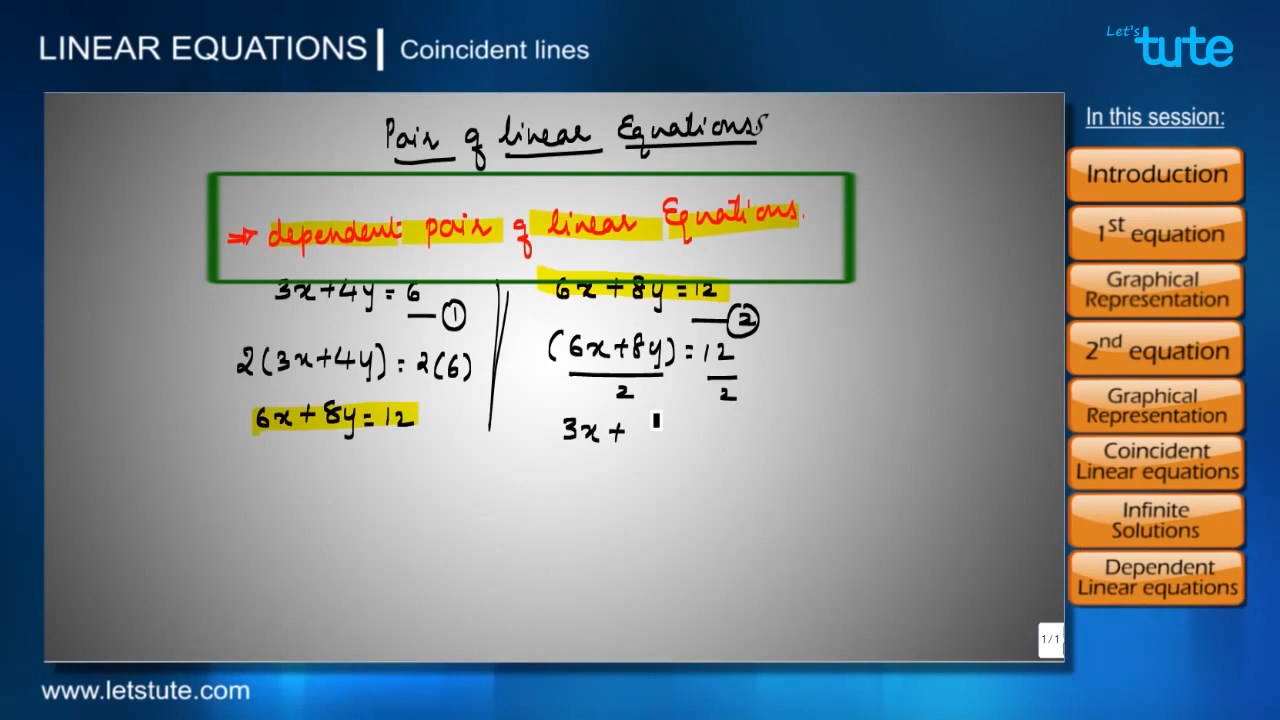 LINEAR EQUATIONS | Coincident lines
Let's
tute
In this session:
Introduction
1st equation
Graphical
Representation
2nd equation
Graphical
Representation
Coincident
Linear equations
Infinite
Solutions
Dependent
Linear equations
Pair of linear Equations
⇒ dependent pair of linear Equations.
3x+4y=6
①
2(3x+4y)=2(6)
6x+8y=12
6x+8y=12
②
(6x+8y)=12
2 2
3x+
1/1
www.letstute.com